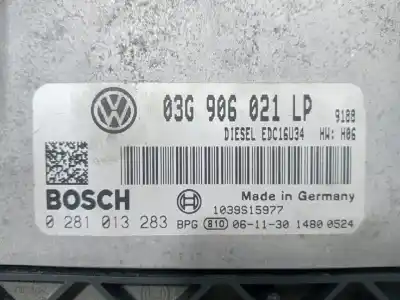 03G 906 021 LP 9188
DIESEL EDC16U34 HW: H06
BOSCH
Made in Germany
1039S15977
0 281 013 283 BPG 810 06-11-30 1480 0524